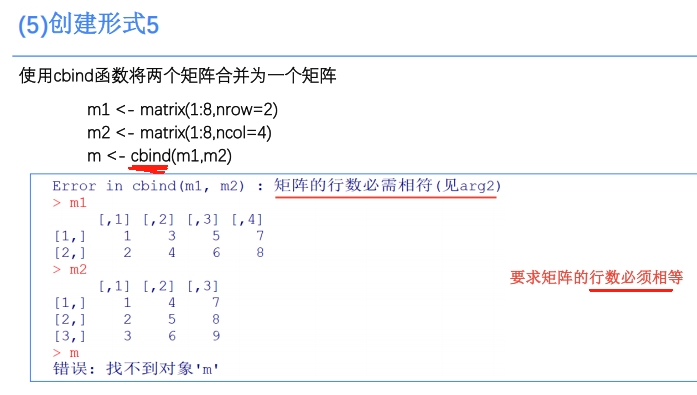 (5)创建形式5
使用cbind函数将两个矩阵合并为一个矩阵
m1 <- matrix(1:8,nrow=2)
m2 <- matrix(1:8,ncol=4)
m <- cbind(m1,m2)
Error in cbind(m1, m2) : 矩阵的行数必需相符(见arg2)
> m1
[,1] [,2] [,3] [,4]
[1,] 1 3 5 7
[2,] 2 4 6 8
> m2
[,1] [,2] [,3]
[1,] 1 4 7
[2,] 2 5 8
[3,] 3 6 9
要求矩阵的行数必须相等
> m
错误: 找不到对象'm'